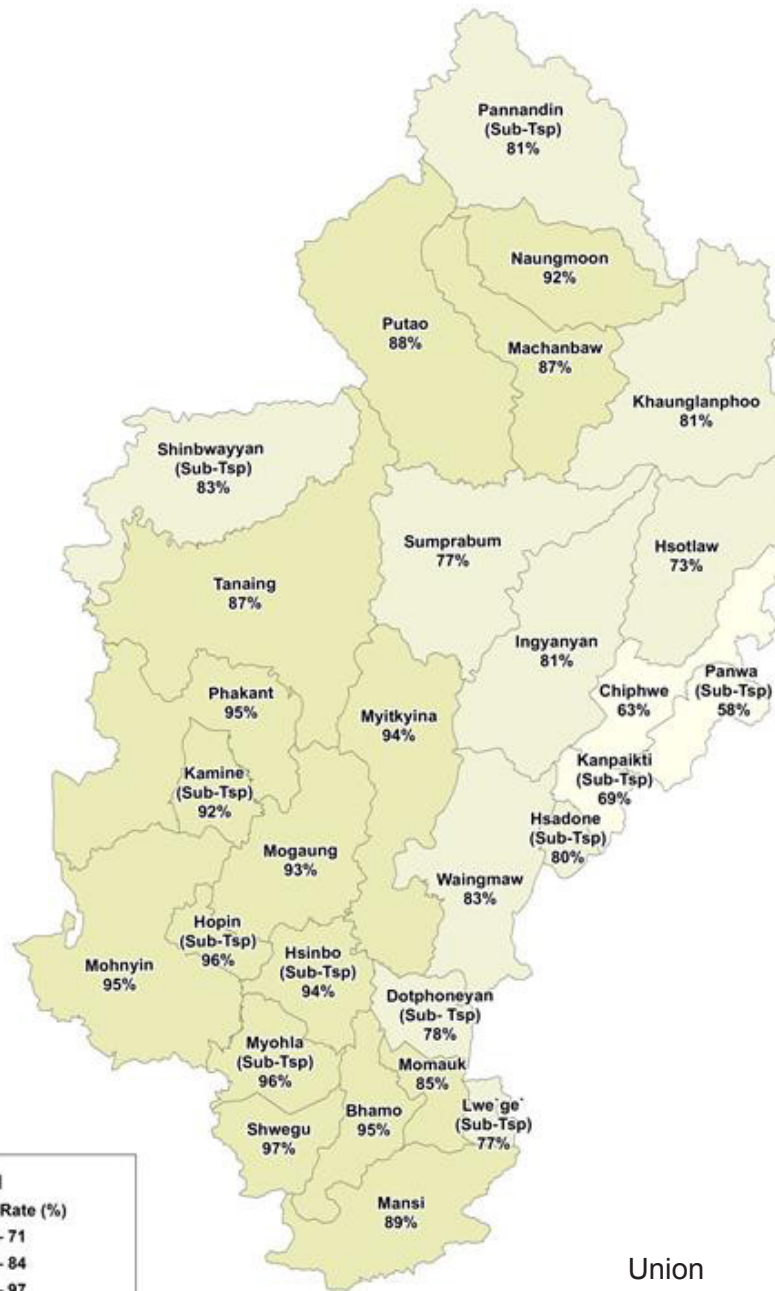 Pannandin
(Sub-Tsp)
81%
Naungmoon
92%
Putao
88%
Machanbaw
87%
Khaunglanphoo
81%
Shinbwayyan
(Sub-Tsp)
83%
Sumprabum
77%
Hsotlaw
73%
Tanaing
87%
Ingyanyan
81%
Panwa
(Sub-Tsp)
58%
Chiphwe
63%
Phakant
95%
Myitkyina
94%
Kanpaikti
(Sub-Tsp)
69%
Kamine
(Sub-Tsp)
92%
Hsadone
(Sub-Tsp)
80%
Mogaung
93%
Waingmaw
83%
Hopin
(Sub-Tsp)
96%
Hsinbo
(Sub-Tsp)
94%
Mohnyin
95%
Dotphoneyan
(Sub- Tsp)
78%
Myohla
(Sub-Tsp)
96%
Momauk
85%
Lwe`ge`
(Sub-Tsp)
77%
Bhamo
95%
Shwegu
97%
Mansi
89%
Rate (%)
- 71
- 84
- 97
Union